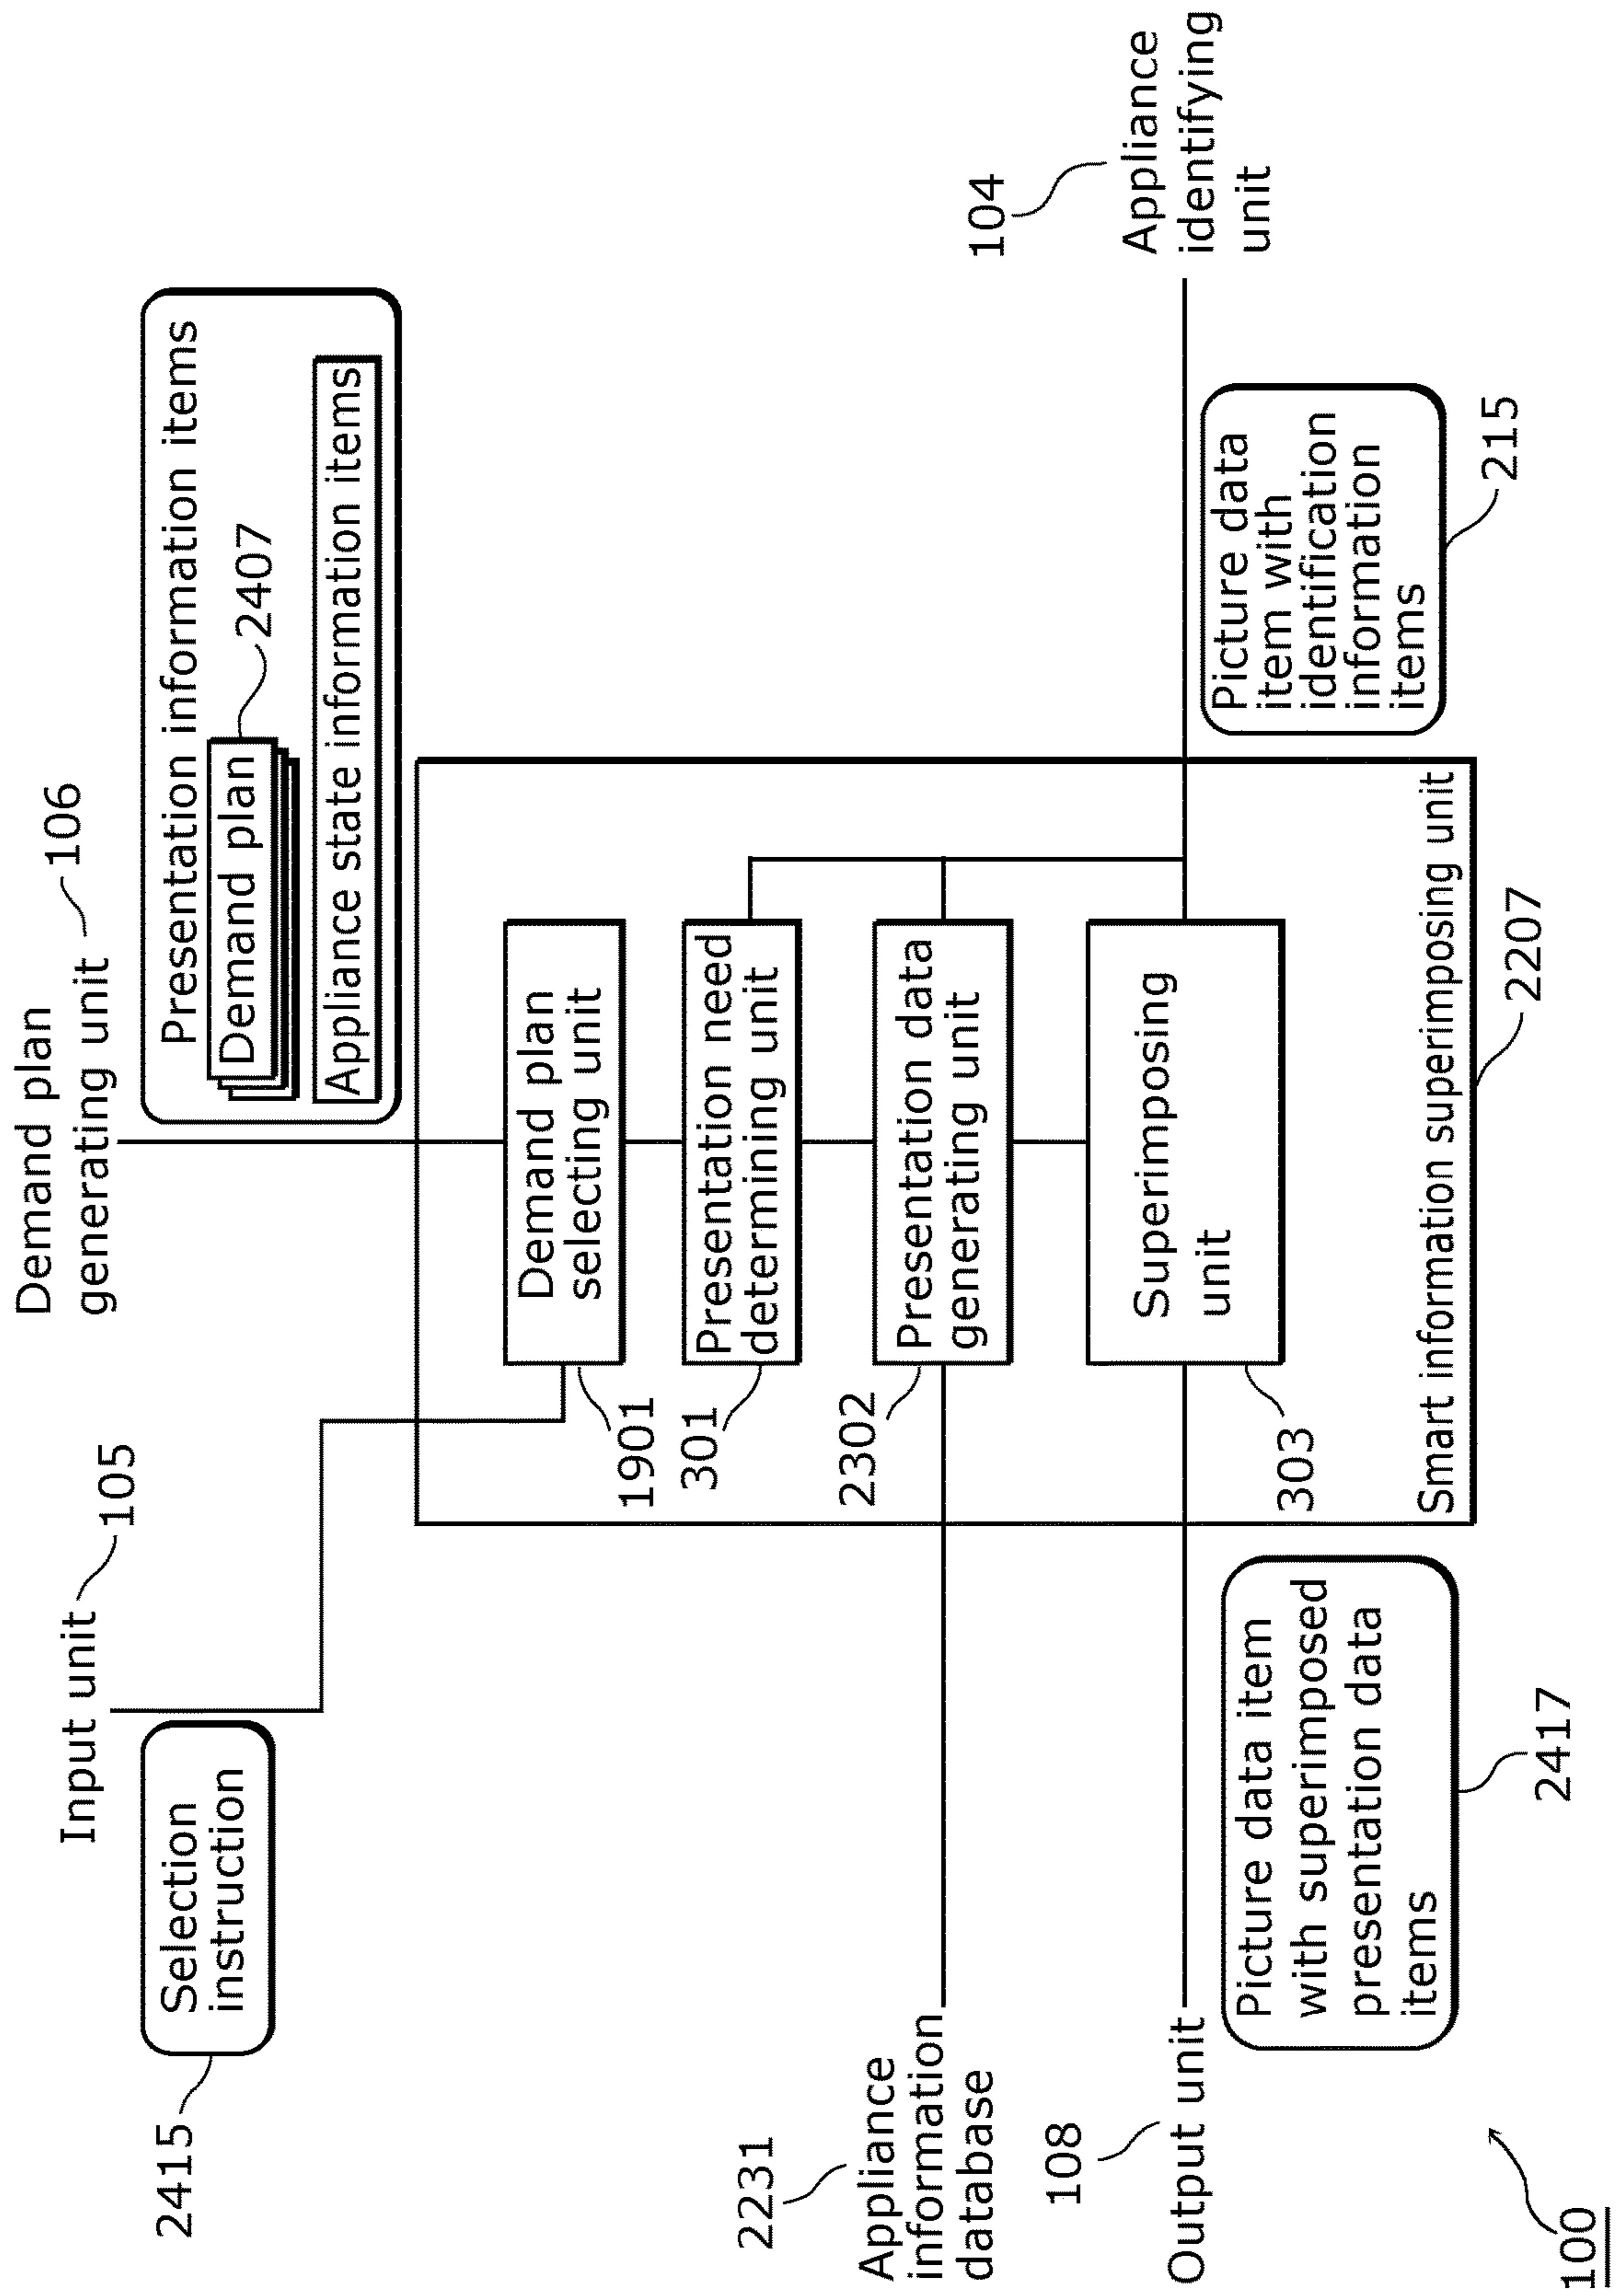 Demand plan
generating unit
106
Input unit
105
Selection
instruction
2415
Presentation information items
Demand plan
2407
Appliance state information items
Demand plan
selecting unit
1901
Presentation need
determining unit
301
Presentation data
generating unit
2302
Superimposing
unit
303
Smart information superimposing unit
2207
2231
Appliance
information
database
108
Output unit
Picture data item
with superimposed
presentation data
items
2417
104
Appliance
identifying
unit
Picture data
item with
identification
information
items
215
100